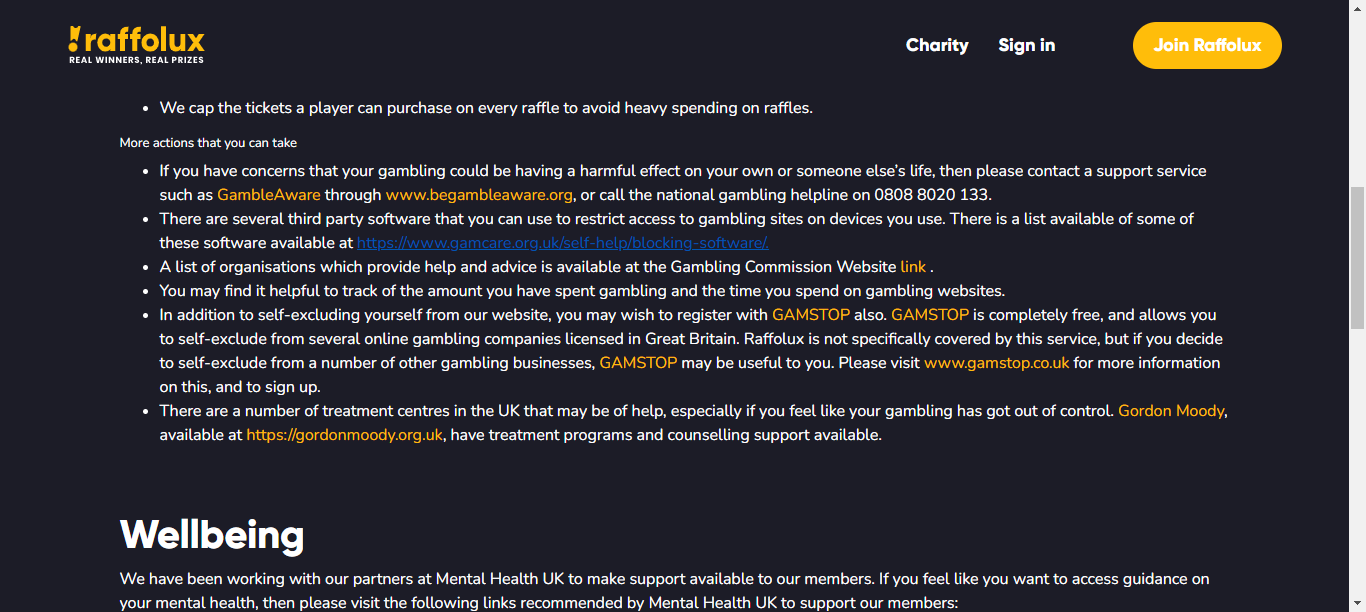 raffolux
REAL WINNERS, REAL PRIZES
Charity
Sign in
Join Raffolux
• We cap the tickets a player can purchase on every raffle to avoid heavy spending on raffles.
More actions that you can take
• If you have concerns that your gambling could be having a harmful effect on your own or someone else’s life, then please contact a support service
such as GambleAware through www.begambleaware.org, or call the national gambling helpline on 0808 8020 133.
• There are several third party software that you can use to restrict access to gambling sites on devices you use. There is a list available of some of
these software available at https://www.gamcare.org.uk/self-help/blocking-software/.
• A list of organisations which provide help and advice is available at the Gambling Commission Website link .
• You may find it helpful to track of the amount you have spent gambling and the time you spend on gambling websites.
• In addition to self-excluding yourself from our website, you may wish to register with GAMSTOP also. GAMSTOP is completely free, and allows you
to self-exclude from several online gambling companies licensed in Great Britain. Raffolux is not specifically covered by this service, but if you decide
to self-exclude from a number of other gambling businesses, GAMSTOP may be useful to you. Please visit www.gamstop.co.uk for more information
on this, and to sign up.
• There are a number of treatment centres in the UK that may be of help, especially if you feel like your gambling has got out of control. Gordon Moody,
available at https://gordonmoody.org.uk, have treatment programs and counselling support available.
Wellbeing
We have been working with our partners at Mental Health UK to make support available to our members. If you feel like you want to access guidance on
your mental health, then please visit the following links recommended by Mental Health UK to support our members: